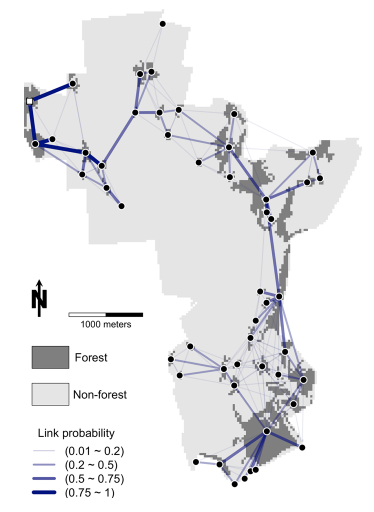 N
1000 meters
Forest
Non-forest
Link probability
(0.01 ~ 0.2)
(0.2 ~ 0.5)
(0.5 ~ 0.75)
(0.75 ~ 1)